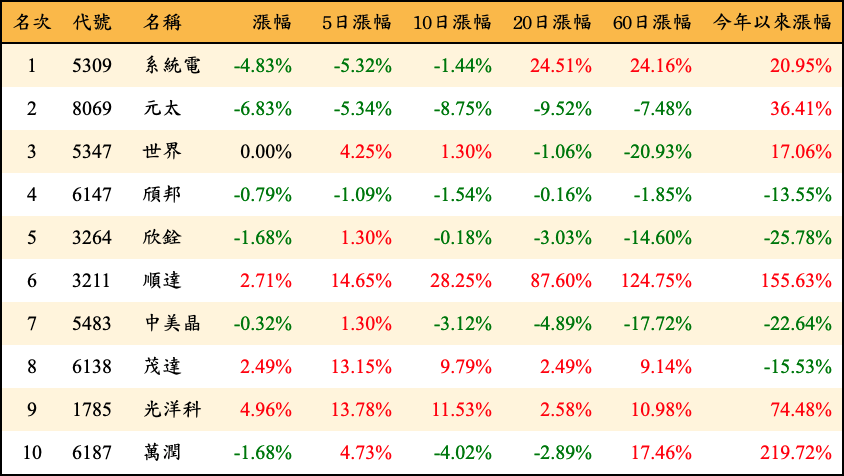 名次 代號 名稱 漲幅 5日漲幅 10日漲幅 20日漲幅 60日漲幅 今年以來漲幅
1 5309 系統電 -4.83% -5.32% -1.44% 24.51% 24.16% 20.95%
2 8069 元太 -6.83% -5.34% -8.75% -9.52% -7.48% 36.41%
3 5347 世界 0.00% 4.25% 1.30% -1.06% -20.93% 17.06%
4 6147 頎邦 -0.79% -1.09% -1.54% -0.16% -1.85% -13.55%
5 3264 欣銓 -1.68% 1.30% -0.18% -3.03% -14.60% -25.78%
6 3211 順達 2.71% 14.65% 28.25% 87.60% 124.75% 155.63%
7 5483 中美晶 -0.32% 1.30% -3.12% -4.89% -17.72% -22.64%
8 6138 茂達 2.49% 13.15% 9.79% 2.49% 9.14% -15.53%
9 1785 光洋科 4.96% 13.78% 11.53% 2.58% 10.98% 74.48%
10 6187 萬潤 -1.68% 4.73% -4.02% -2.89% 17.46% 219.72%